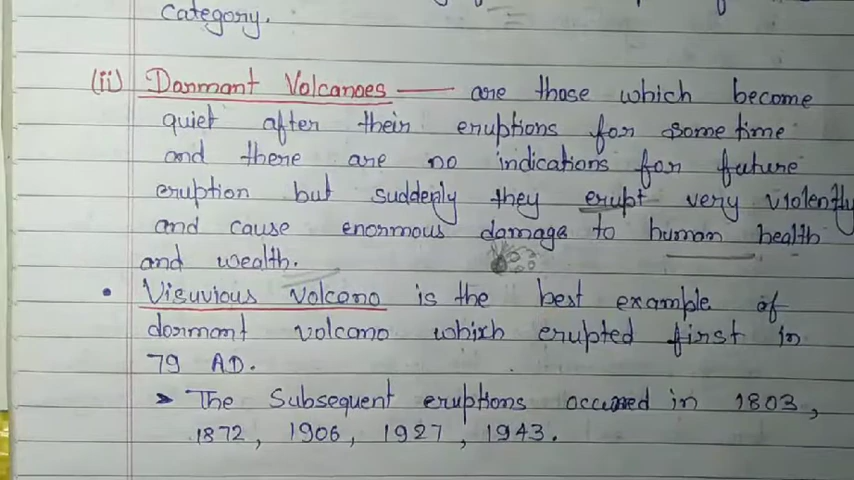 category.
(ii) Dormant Volcanoes — are those which become
quiet after their eruptions for some time
and there are no indications for future
eruption but suddenly they erupt very violently
and cause enormous damage to human health
and wealth.
• Visuvious Volcano is the best example of
dormant volcano which erupted first in
79 AD.
➤ The Subsequent eruptions occurred in 1803,
1872, 1906, 1927, 1943.